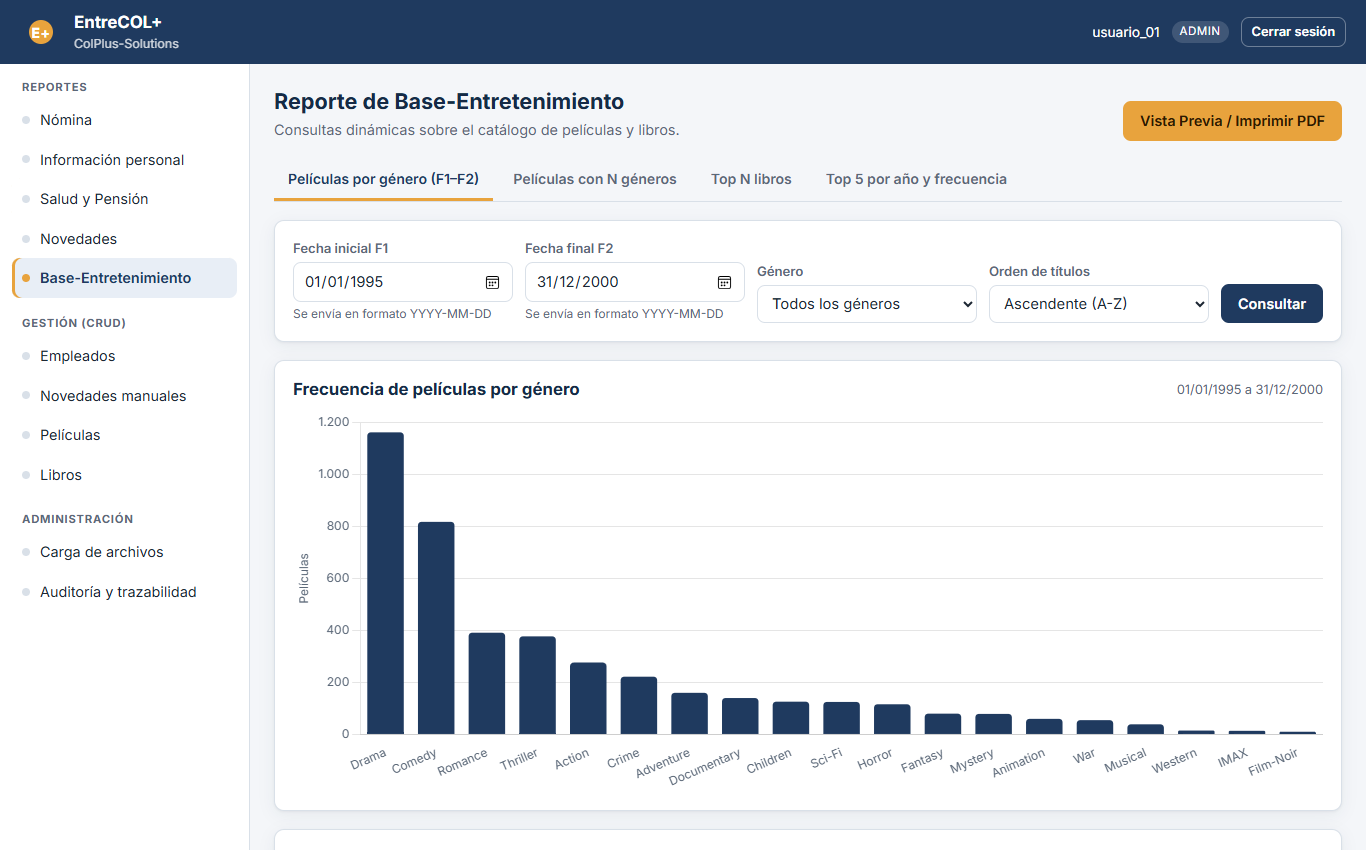 E+
EntreCOL+
ColPlus-Solutions
usuario_01
ADMIN
Cerrar sesión
REPORTES
Nómina
Información personal
Salud y Pensión
Novedades
Base-Entretenimiento
GESTIÓN (CRUD)
Empleados
Novedades manuales
Películas
Libros
ADMINISTRACIÓN
Carga de archivos
Auditoría y trazabilidad
Reporte de Base-Entretenimiento
Consultas dinámicas sobre el catálogo de películas y libros.
Vista Previa / Imprimir PDF
Películas por género (F1–F2)
Películas con N géneros
Top N libros
Top 5 por año y frecuencia
Fecha inicial F1
01/01/1995
Se envía en formato YYYY-MM-DD
Fecha final F2
31/12/2000
Se envía en formato YYYY-MM-DD
Género
Todos los géneros
Orden de títulos
Ascendente (A-Z)
Consultar
Frecuencia de películas por género
01/01/1995 a 31/12/2000
Películas
1.200
1.000
800
600
400
200
0
Drama
Comedy
Romance
Thriller
Action
Crime
Adventure
Documentary
Children
Sci-Fi
Horror
Fantasy
Mystery
Animation
War
Musical
Western
IMAX
Film-Noir